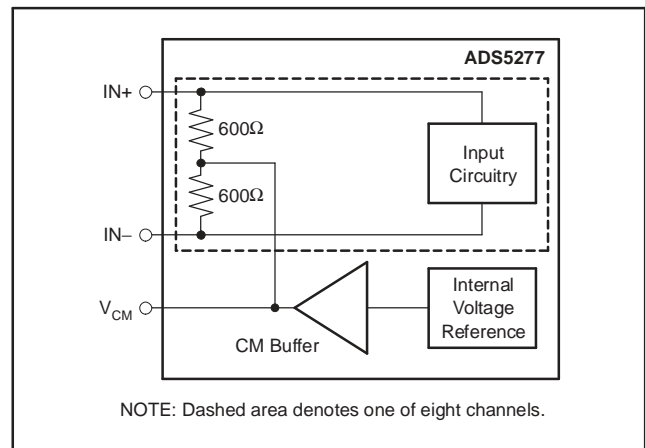 ADS5277
IN+
600Ω
Input
Circuitry
600Ω
IN−
V_CM
Internal
Voltage
Reference
CM Buffer
NOTE: Dashed area denotes one of eight channels.